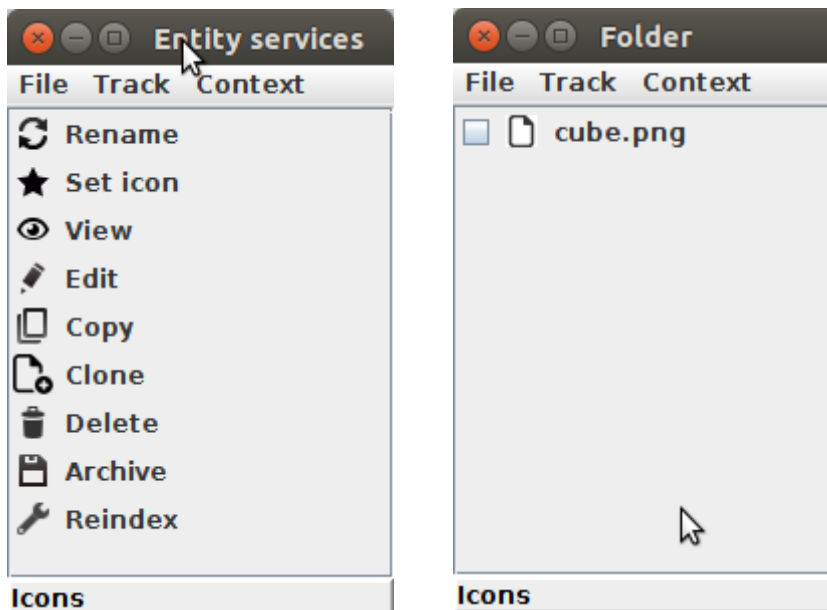 Entity services
File Track Context
Rename
Set icon
View
Edit
Copy
Clone
Delete
Archive
Reindex
Icons
Folder
File Track Context
cube.png
Icons